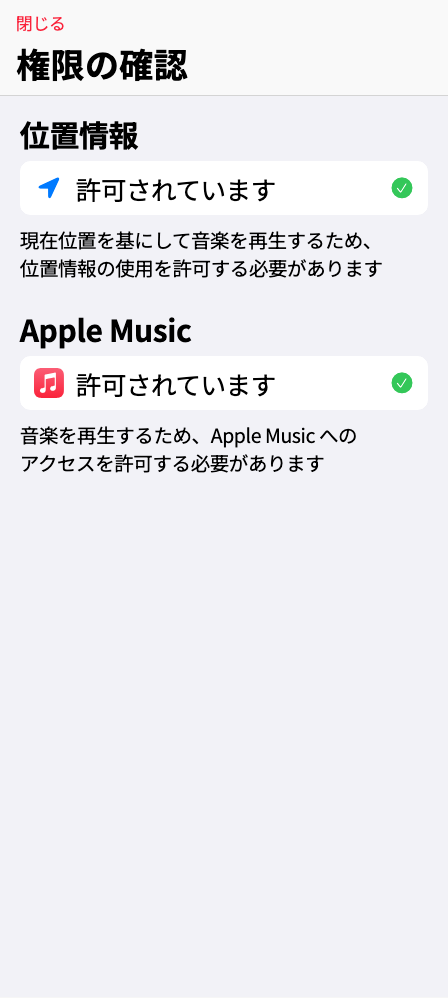 閉じる
権限の確認
位置情報
許可されています
現在位置を基にして音楽を再生するため、
位置情報の使用を許可する必要があります
Apple Music
許可されています
音楽を再生するため、Apple Music への
アクセスを許可する必要があります